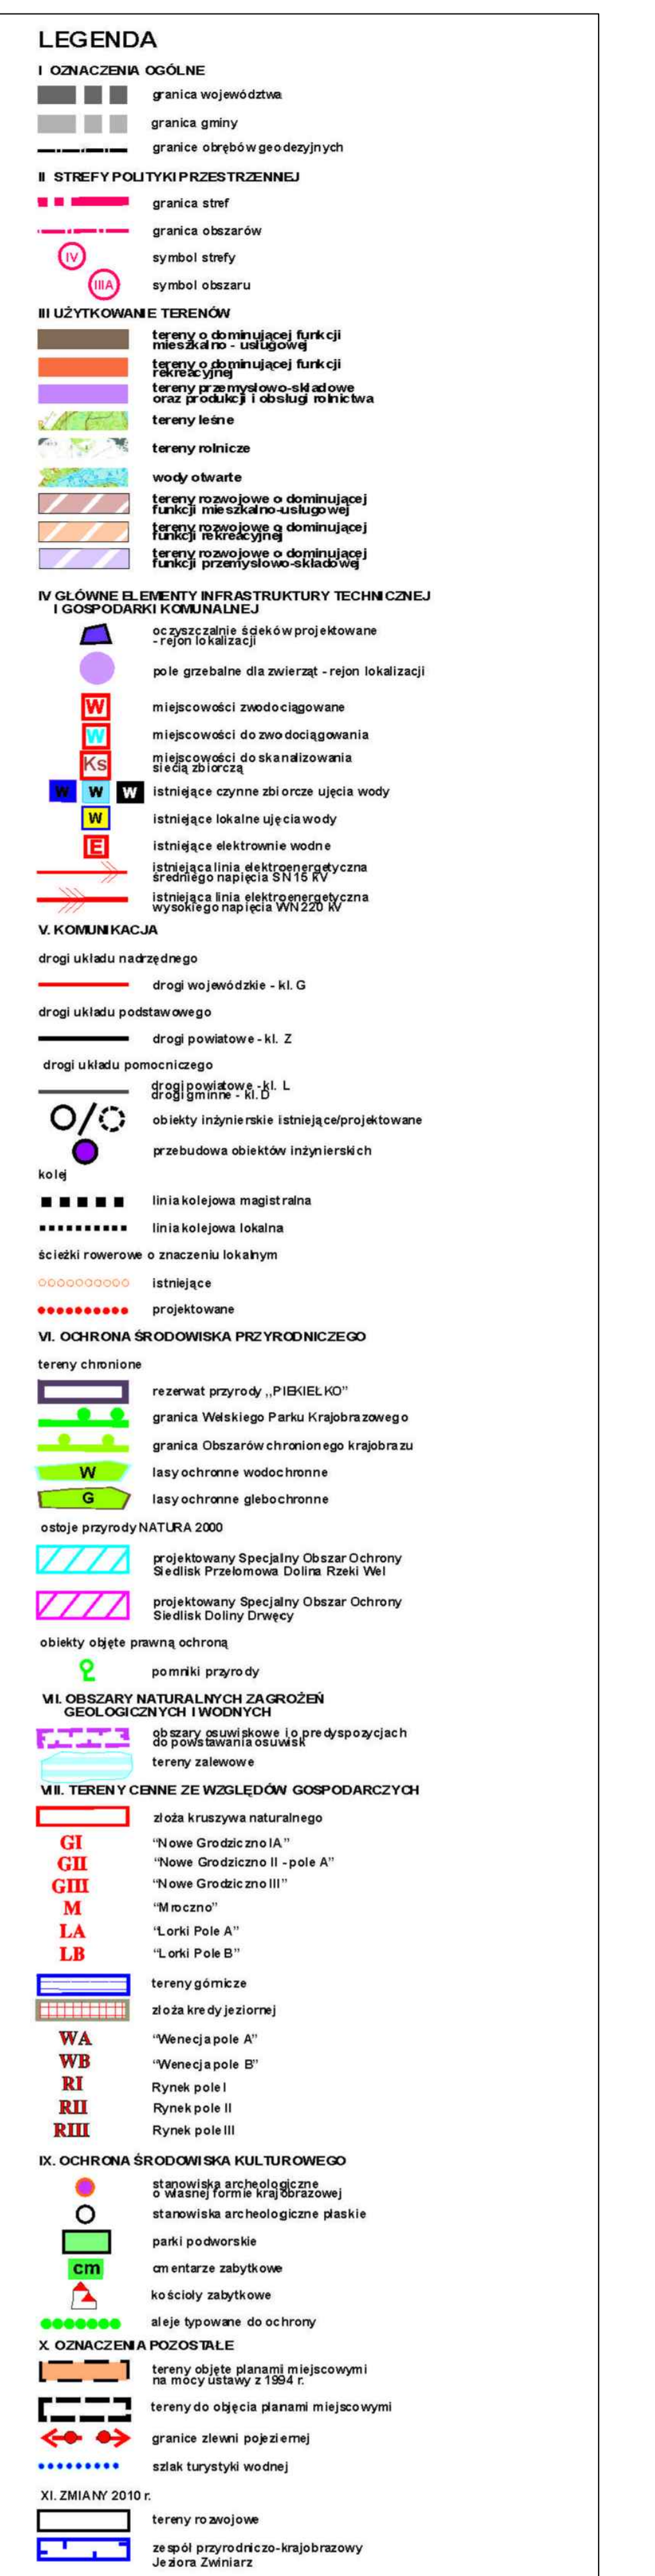 LEGENDA
I OZNACZENIA OGÓLNE
granica województwa
granica gminy
granice obrębów geodezyjnych
II STREFY POLITYKI PRZESTRZENNEJ
granica stref
granica obszarów
IV
symbol strefy
IIIA
symbol obszaru
III UŻYTKOWANIE TERENÓW
tereny o dominującej funkcji
mieszkalno - usługowej
tereny o dominującej funkcji
rekreacyjnej
tereny przemysłowo-składowe
oraz produkcji i obsługi rolnictwa
tereny leśne
tereny rolnicze
wody otwarte
tereny rozwojowe o dominującej
funkcji mieszkalno-usługowej
tereny rozwojowe o dominującej
funkcji rekreacyjnej
tereny rozwojowe o dominującej
funkcji przemysłowo-składowej
IV GŁÓWNE ELEMENTY INFRASTRUKTURY TECHNICZNEJ
I GOSPODARKI KOMUNALNEJ
oczyszczalnie ścieków projektowane
- rejon lokalizacji
pole grzebalne dla zwierząt - rejon lokalizacji
W
miejscowości zwodociągowane
W
miejscowości do zwodociągowania
Ks
miejscowości do skanalizowania
siecią zbiorczą
W W W
istniejące czynne zbiorcze ujęcia wody
W
istniejące lokalne ujęcia wody
E
istniejące elektrownie wodne
istniejąca linia elektroenergetyczna
średniego napięcia SN 15 kV
istniejąca linia elektroenergetyczna
wysokiego napięcia WN 220 kV
V. KOMUNIKACJA
drogi układu nadrzędnego
drogi wojewódzkie - kl. G
drogi układu podstawowego
drogi powiatowe - kl. Z
drogi układu pomocniczego
drogi powiatowe - kl. L
drogi gminne - kl. D
obiekty inżynierskie istniejące/projektowane
przebudowa obiektów inżynierskich
kolej
linia kolejowa magistralna
linia kolejowa lokalna
ścieżki rowerowe o znaczeniu lokalnym
istniejące
projektowane
VI. OCHRONA ŚRODOWISKA PRZYRODNICZEGO
tereny chronione
rezerwat przyrody ,,PIEKIEŁKO"
granica Welskiego Parku Krajobrazowego
granica Obszarów chronionego krajobrazu
W
lasy ochronne wodochronne
G
lasy ochronne glebochronne
ostoje przyrody NATURA 2000
projektowany Specjalny Obszar Ochrony
Siedlisk Przełomowa Dolina Rzeki Wel
projektowany Specjalny Obszar Ochrony
Siedlisk Doliny Drwęcy
obiekty objęte prawną ochroną
pomniki przyrody
VII. OBSZARY NATURALNYCH ZAGROŻEŃ
GEOLOGICZNYCH I WODNYCH
obszary osuwiskowe i o predyspozycjach
do powstawania osuwisk
tereny zalewowe
VIII. TERENY CENNE ZE WZGLĘDÓW GOSPODARCZYCH
złoża kruszywa naturalnego
GI
"Nowe Grodziczno IA"
GII
"Nowe Grodziczno II - pole A"
GIII
"Nowe Grodziczno III"
M
"Mroczno"
LA
"Lorki Pole A"
LB
"Lorki Pole B"
tereny górnicze
złoża kredy jeziornej
WA
"Wenecja pole A"
WB
"Wenecja pole B"
RI
Rynek pole I
RII
Rynek pole II
RIII
Rynek pole III
IX. OCHRONA ŚRODOWISKA KULTUROWEGO
stanowiska archeologiczne
o własnej formie krajobrazowej
stanowiska archeologiczne płaskie
parki podworskie
cm
cmentarze zabytkowe
kościoły zabytkowe
aleje typowane do ochrony
X. OZNACZENIA POZOSTAŁE
tereny objęte planami miejscowymi
na mocy ustawy z 1994 r.
tereny do objęcia planami miejscowymi
granice zlewni pojeziernej
szlak turystyki wodnej
XI. ZMIANY 2010 r.
tereny rozwojowe
zespół przyrodniczo-krajobrazowy
Jeziora Zwiniarz